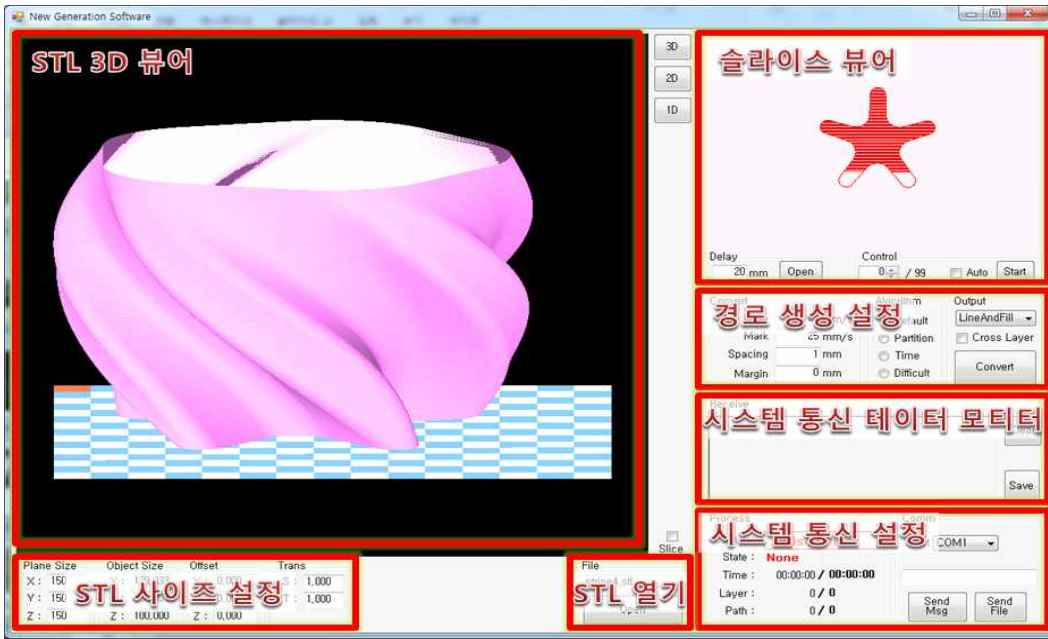 New Generation Software
STL 3D 뷰어
3D
2D
1D
Slice
슬라이스 뷰어
Delay
20 mm
Open
Control
0 / 99
Auto
Start
경로 생성 설정
Convert
Algorithm
Output
Default
LineAndFill
Mark 25 mm/s
Partition
Cross Layer
Spacing 1 mm
Time
Margin 0 mm
Difficult
Convert
Receive
시스템 통신 데이터 모티터
Save
Process
Comm
시스템 통신 설정
COM1
State : None
Time : 00:00:00 / 00:00:00
Layer : 0 / 0
Path : 0 / 0
Send Msg
Send File
Plane Size
Object Size
Offset
Trans
X : 150
S : 1,000
Y : 150
T : 1,000
STL 사이즈 설정
Z : 150
Z : 100,000
Z : 0,000
File
STL 열기
Open